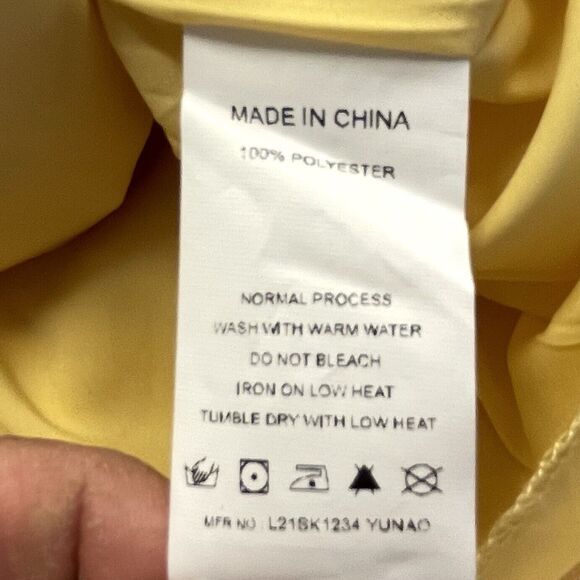 MADE IN CHINA
100% POLYESTER
NORMAL PROCESS
WASH WITH WARM WATER
DO NOT BLEACH
IRON ON LOW HEAT
TUMBLE DRY WITH LOW HEAT
MFR NO : L21BK1234 YUNAO